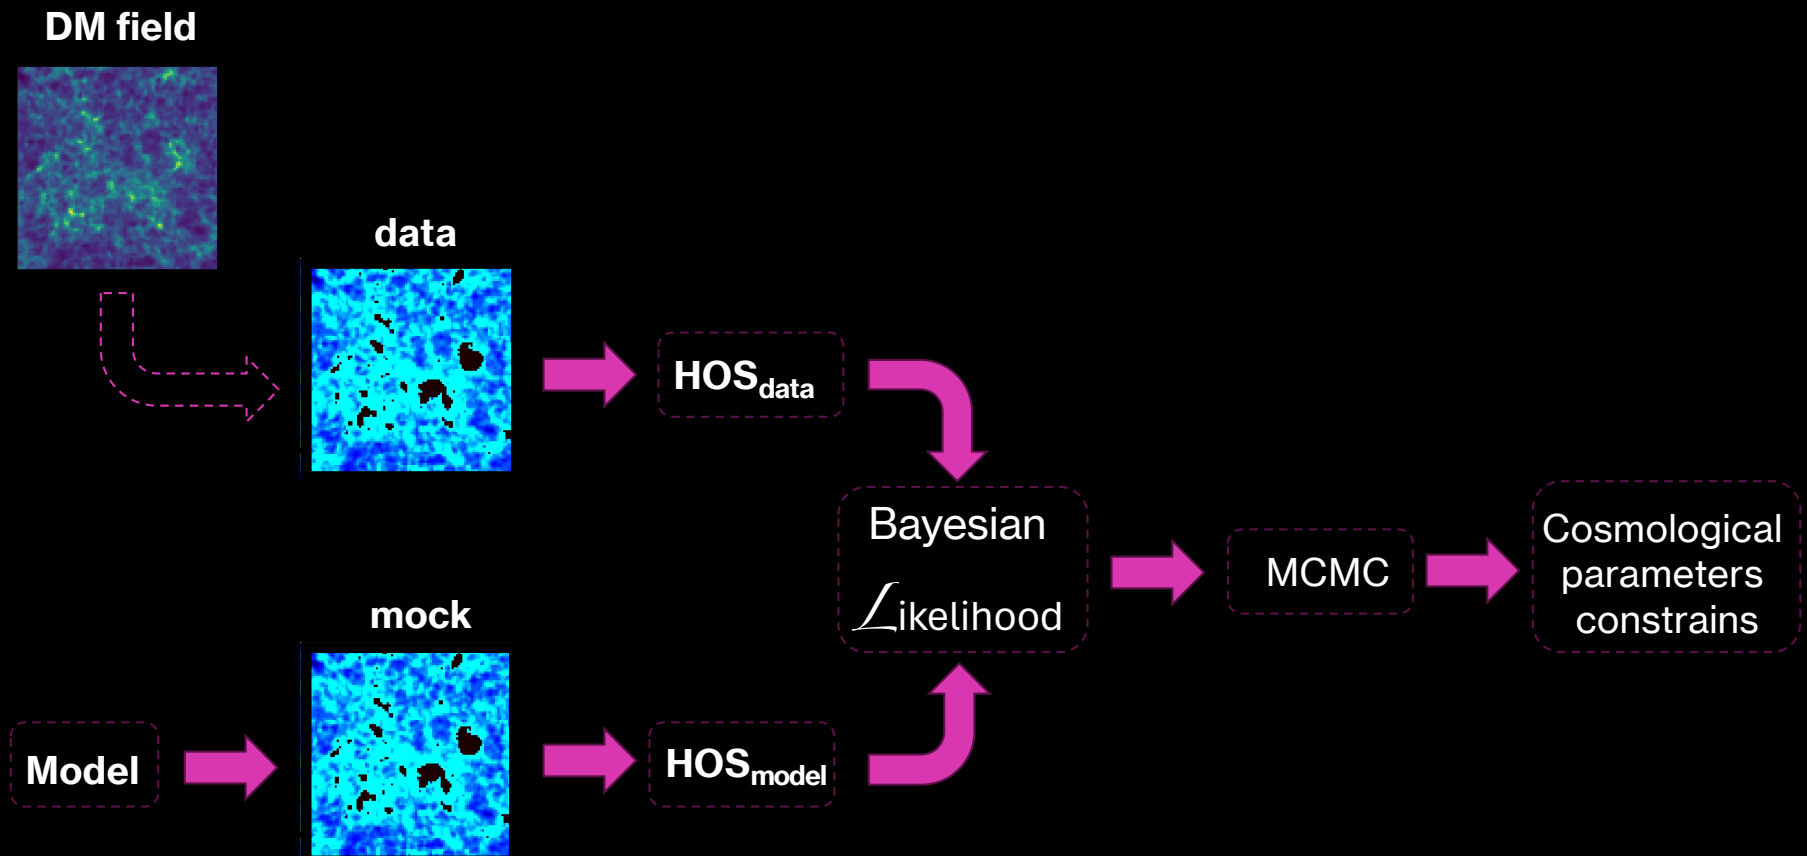 DM field
data
HOSdata
Bayesian
Likelihood
MCMC
Cosmological
parameters
constrains
mock
Model
HOSmodel